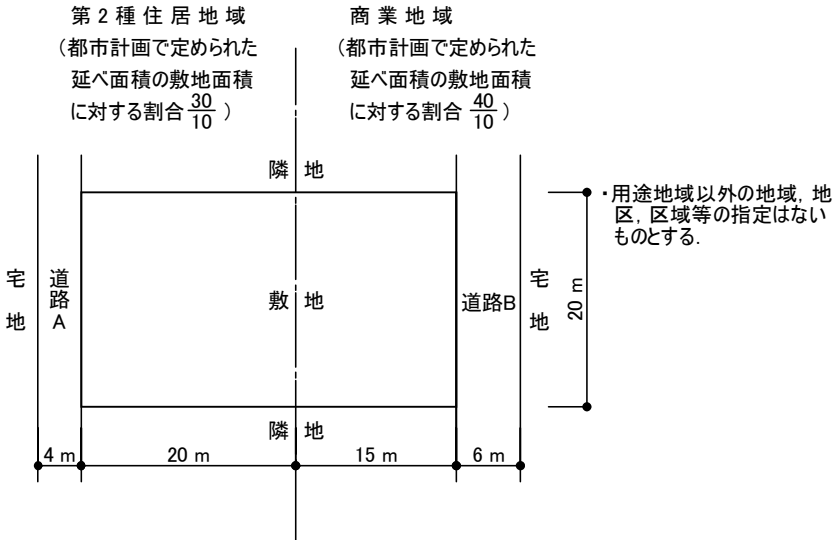 第2種住居地域
（都市計画で定められた
延べ面積の敷地面積
に対する割合 30/10 ）
商業地域
（都市計画で定められた
延べ面積の敷地面積
に対する割合 40/10 ）
隣地
・用途地域以外の地域，地
区，区域等の指定はない
ものとする．
宅地
道路A
敷地
道路B
宅地
20 m
隣地
4 m
20 m
15 m
6 m